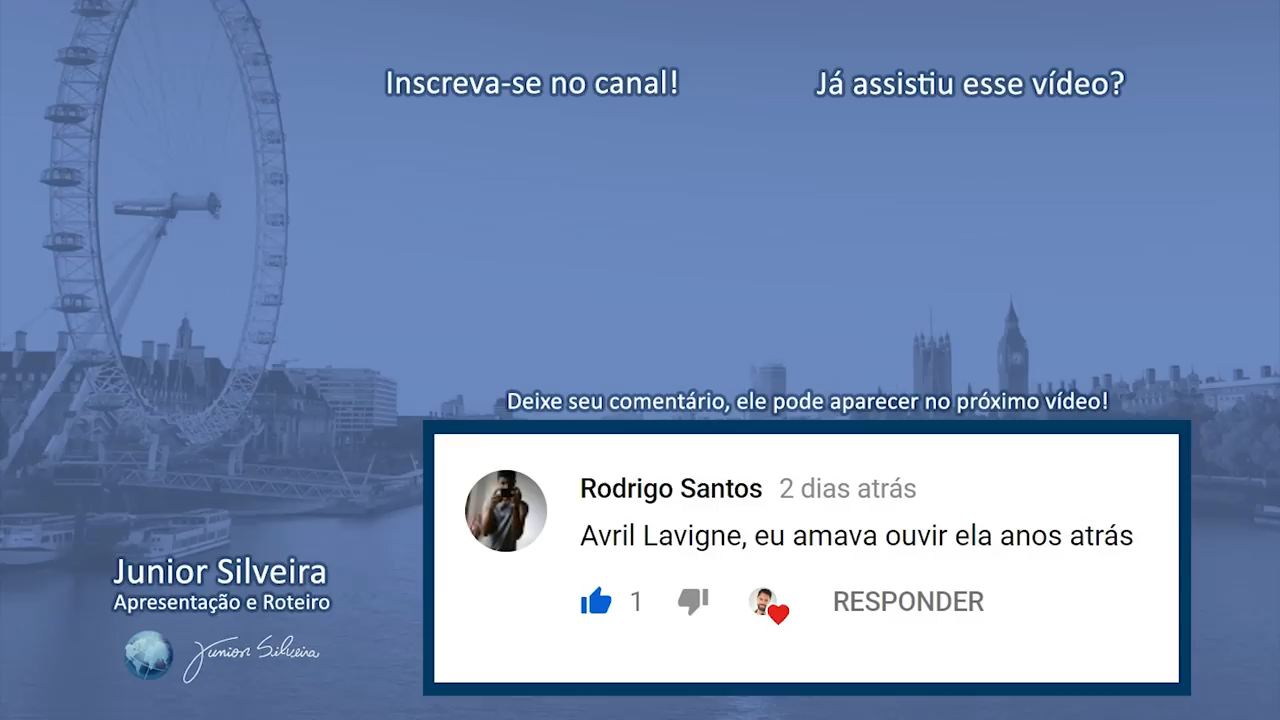 Inscreva-se no canal!
Já assistiu esse vídeo?
Deixe seu comentário, ele pode aparecer no próximo vídeo!
Rodrigo Santos 2 dias atrás
Avril Lavigne, eu amava ouvir ela anos atrás
1 RESPONDER
Junior Silveira
Apresentação e Roteiro
Junior Silveira